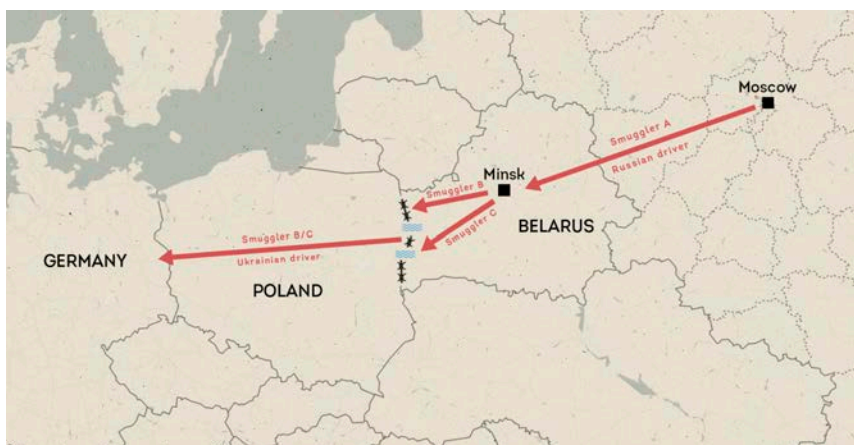 Moscow
Smuggler A
Russian driver
Minsk
Smuggler B
Smuggler C
BELARUS
Smuggler B/C
Ukrainian driver
GERMANY
POLAND